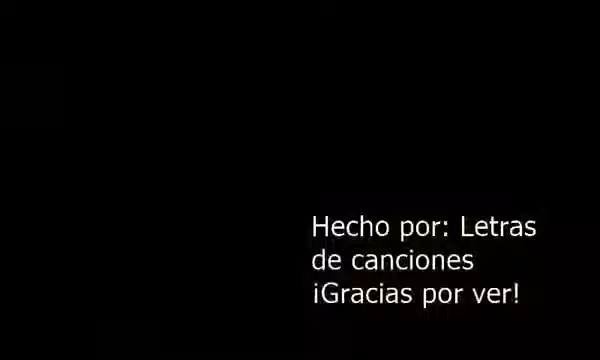 Hecho por: Letras
de canciones
¡Gracias por ver!